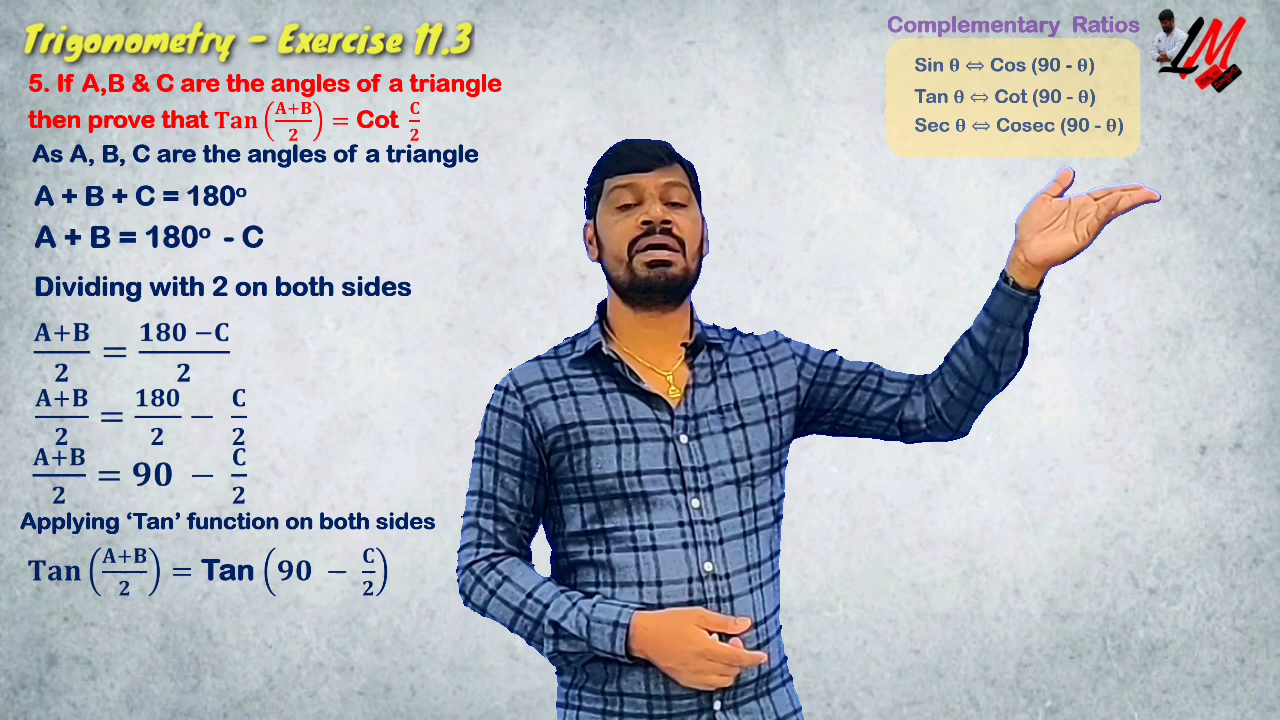 Trigonometry - Exercise 11.3
5. If A,B & C are the angles of a triangle
then prove that Tan ((A+B)/2) = Cot C/2
As A, B, C are the angles of a triangle
A + B + C = 180º
A + B = 180º - C
Dividing with 2 on both sides
(A+B)/2 = (180 −C)/2
(A+B)/2 = 180/2 − C/2
(A+B)/2 = 90 − C/2
Applying ‘Tan’ function on both sides
Tan ((A+B)/2) = Tan (90 − C/2)
Complementary Ratios
Sin θ ⇔ Cos (90 - θ)
Tan θ ⇔ Cot (90 - θ)
Sec θ ⇔ Cosec (90 - θ)
LM